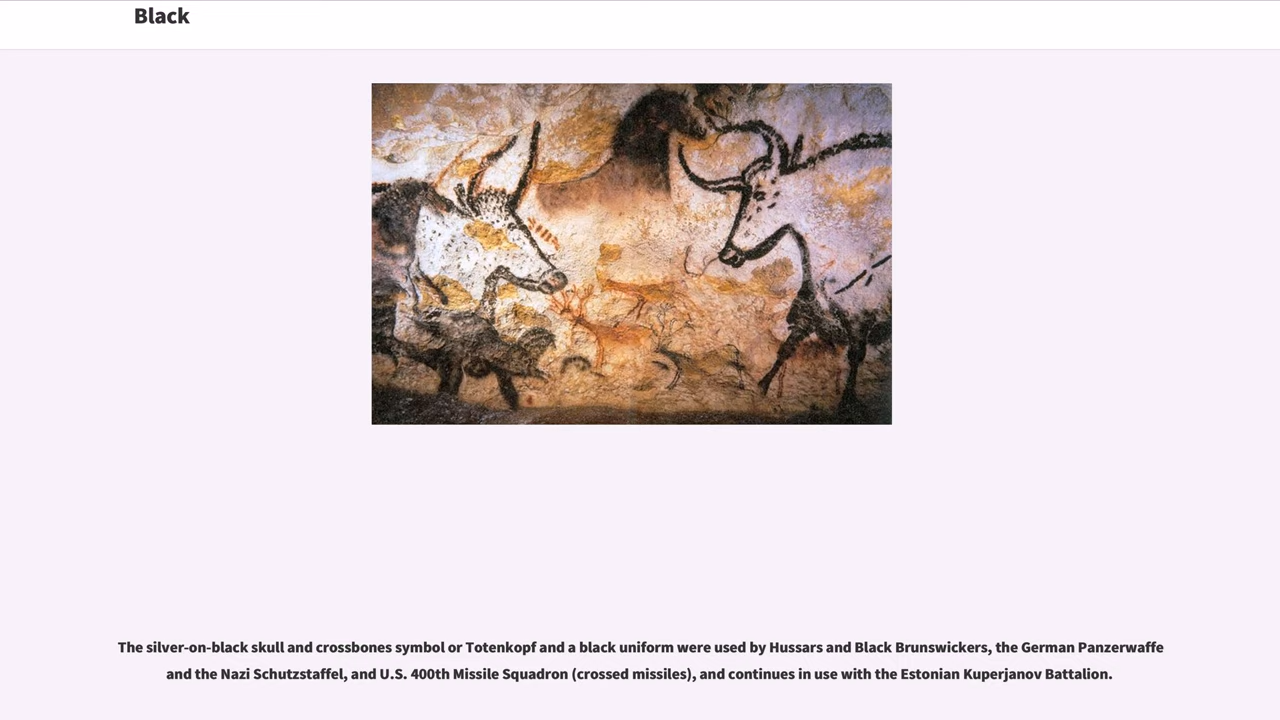 Black
The silver-on-black skull and crossbones symbol or Totenkopf and a black uniform were used by Hussars and Black Brunswickers, the German Panzerwaffe
and the Nazi Schutzstaffel, and U.S. 400th Missile Squadron (crossed missiles), and continues in use with the Estonian Kuperjanov Battalion.